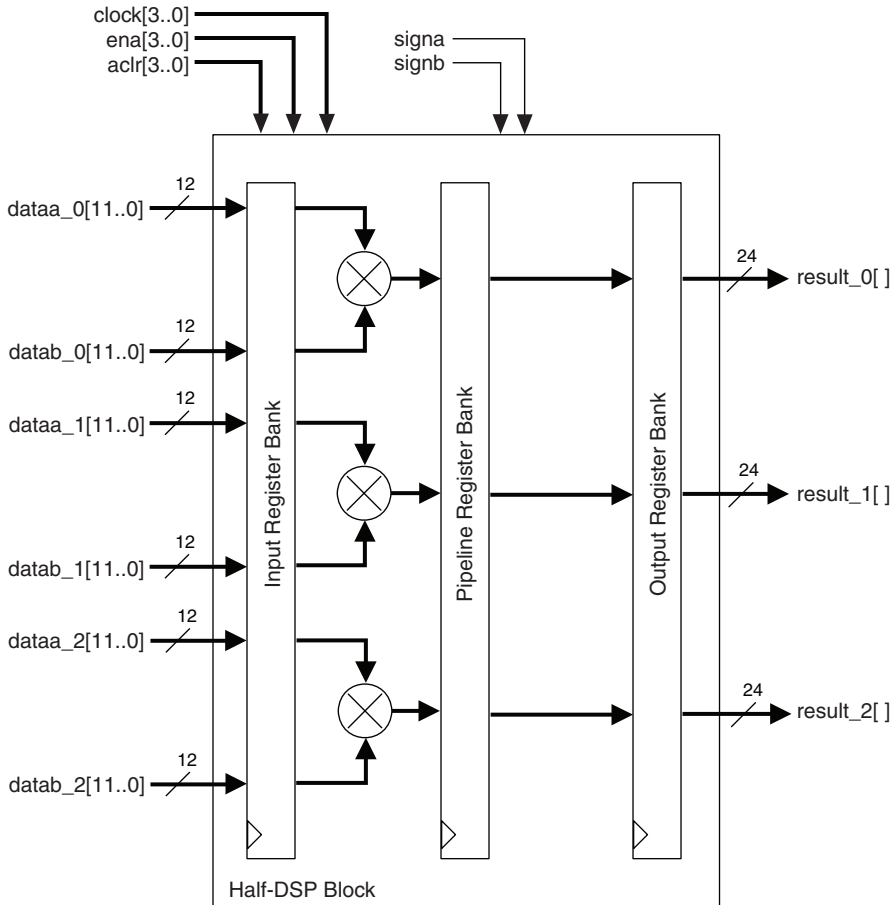 clock[3..0]
ena[3..0]
aclr[3..0]
signa
signb
dataa_0[11..0]
12
datab_0[11..0]
12
dataa_1[11..0]
12
datab_1[11..0]
12
dataa_2[11..0]
12
datab_2[11..0]
12
Input Register Bank
Pipeline Register Bank
Output Register Bank
24
result_0[ ]
24
result_1[ ]
24
result_2[ ]
Half-DSP Block